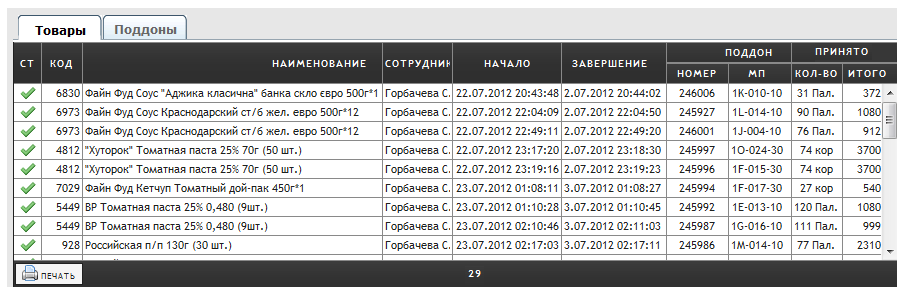 Товары Поддоны
СТ КОД НАИМЕНОВАНИЕ СОТРУДНИК НАЧАЛО ЗАВЕРШЕНИЕ ПОДДОН ПРИНЯТО
НОМЕР МП КОЛ-ВО ИТОГО
6830 Файн Фуд Соус "Аджика класична" банка скло евро 500г*1 Горбачева С. 22.07.2012 20:43:48 2.07.2012 20:44:02 246006 1К-010-10 31 Пал. 372
6973 Файн Фуд Соус Краснодарский ст/б жел. евро 500г*12 Горбачева С. 22.07.2012 22:04:09 2.07.2012 22:04:50 245927 1L-014-10 90 Пал. 1080
6973 Файн Фуд Соус Краснодарский ст/б жел. евро 500г*12 Горбачева С. 22.07.2012 22:49:11 2.07.2012 22:49:20 246001 1J-004-10 76 Пал. 912
4812 "Хуторок" Томатная паста 25% 70г (50 шт.) Горбачева С. 22.07.2012 23:17:20 2.07.2012 23:18:30 245997 1O-024-30 74 кор 3700
4812 "Хуторок" Томатная паста 25% 70г (50 шт.) Горбачева С. 22.07.2012 23:19:16 2.07.2012 23:19:23 245996 1F-015-30 74 кор 3700
7029 Файн Фуд Кетчуп Томатный дой-пак 450г*1 Горбачева С. 23.07.2012 01:08:11 3.07.2012 01:08:27 245994 1F-017-30 27 кор 540
5449 ВР Томатная паста 25% 0,480 (9шт.) Горбачева С. 23.07.2012 01:10:28 3.07.2012 01:10:45 245992 1E-013-10 120 Пал. 1080
5449 ВР Томатная паста 25% 0,480 (9шт.) Горбачева С. 23.07.2012 02:10:46 3.07.2012 02:11:03 245987 1G-016-10 111 Пал. 999
928 Российская п/п 130г (30 шт.) Горбачева С. 23.07.2012 02:17:03 3.07.2012 02:17:11 245986 1M-014-10 77 Пал. 2310
ПЕЧАТЬ 29